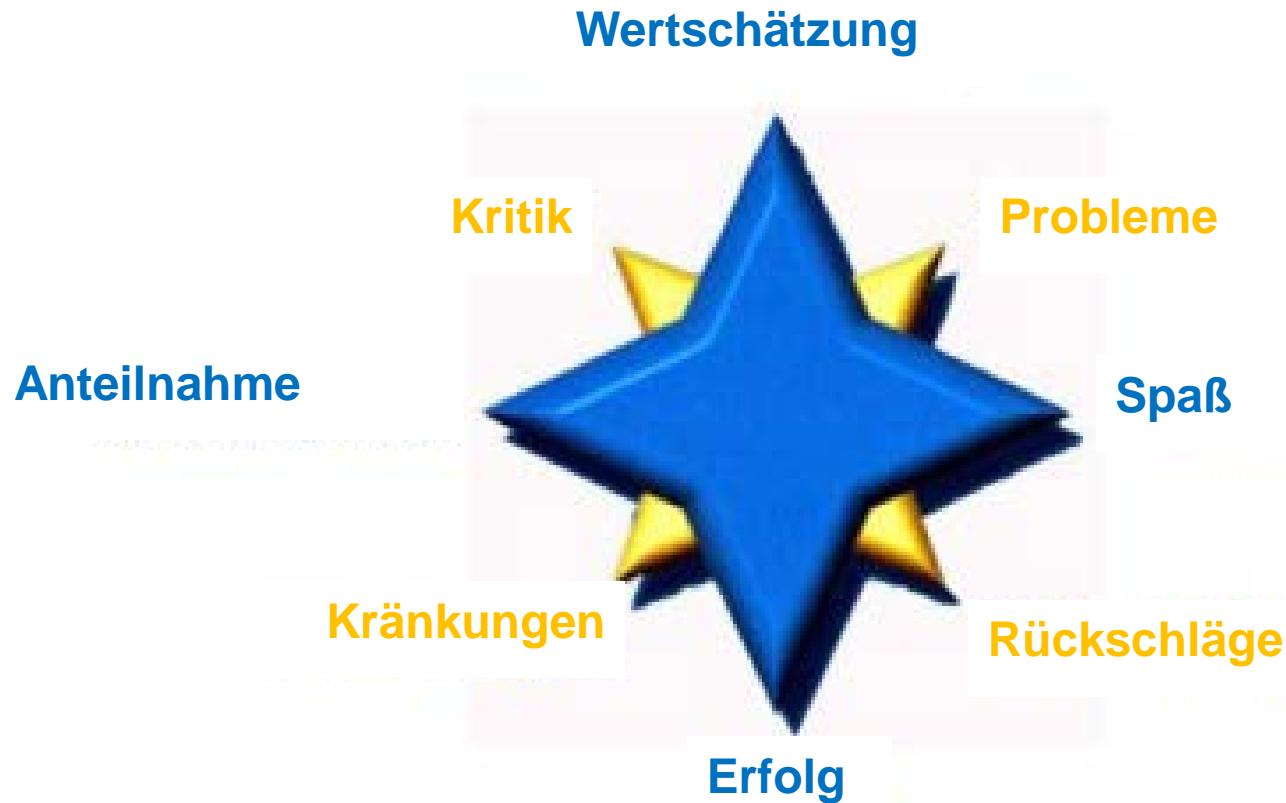 Wertschätzung
Kritik
Probleme
Anteilnahme
Spaß
Kränkungen
Rückschläge
Erfolg